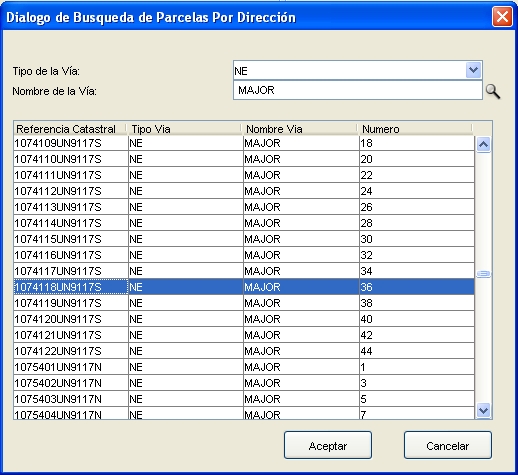 Dialogo de Busqueda de Parcelas Por Dirección
Tipo de la Vía: NE
Nombre de la Vía: MAJOR
Referencia Catastral Tipo Via Nombre Via Numero
1074109UN9117S NE MAJOR 18
1074110UN9117S NE MAJOR 20
1074111UN9117S NE MAJOR 22
1074112UN9117S NE MAJOR 24
1074113UN9117S NE MAJOR 26
1074114UN9117S NE MAJOR 28
1074115UN9117S NE MAJOR 30
1074116UN9117S NE MAJOR 32
1074117UN9117S NE MAJOR 34
1074118UN9117S NE MAJOR 36
1074119UN9117S NE MAJOR 38
1074120UN9117S NE MAJOR 40
1074121UN9117S NE MAJOR 42
1074122UN9117S NE MAJOR 44
1075401UN9117N NE MAJOR 1
1075402UN9117N NE MAJOR 3
1075403UN9117N NE MAJOR 5
1075404UN9117N NE MAJOR 7
Aceptar Cancelar